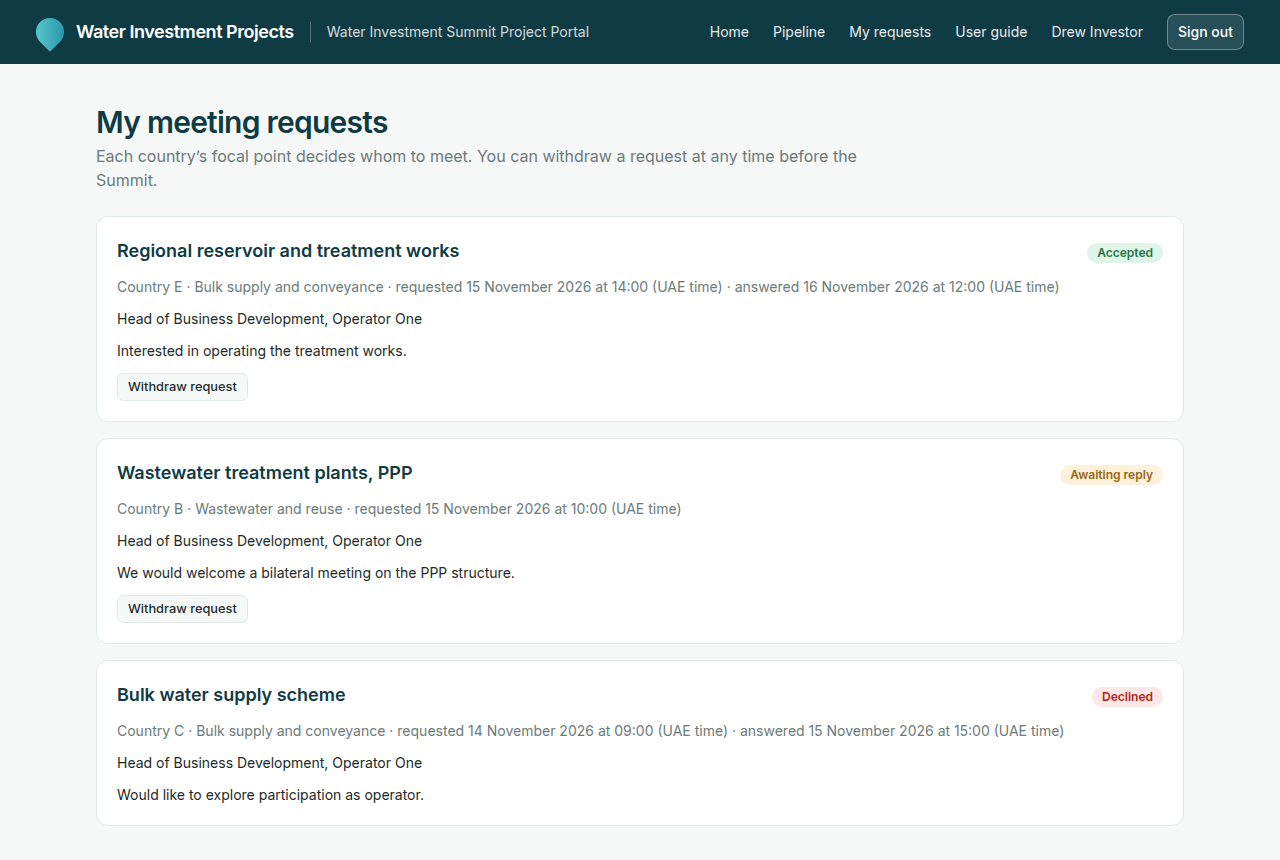 Water Investment Projects
Water Investment Summit Project Portal
Home
Pipeline
My requests
User guide
Drew Investor
Sign out
My meeting requests
Each country’s focal point decides whom to meet. You can withdraw a request at any time before the
Summit.
Regional reservoir and treatment works
Accepted
Country E · Bulk supply and conveyance · requested 15 November 2026 at 14:00 (UAE time) · answered 16 November 2026 at 12:00 (UAE time)
Head of Business Development, Operator One
Interested in operating the treatment works.
Withdraw request
Wastewater treatment plants, PPP
Awaiting reply
Country B · Wastewater and reuse · requested 15 November 2026 at 10:00 (UAE time)
Head of Business Development, Operator One
We would welcome a bilateral meeting on the PPP structure.
Withdraw request
Bulk water supply scheme
Declined
Country C · Bulk supply and conveyance · requested 14 November 2026 at 09:00 (UAE time) · answered 15 November 2026 at 15:00 (UAE time)
Head of Business Development, Operator One
Would like to explore participation as operator.